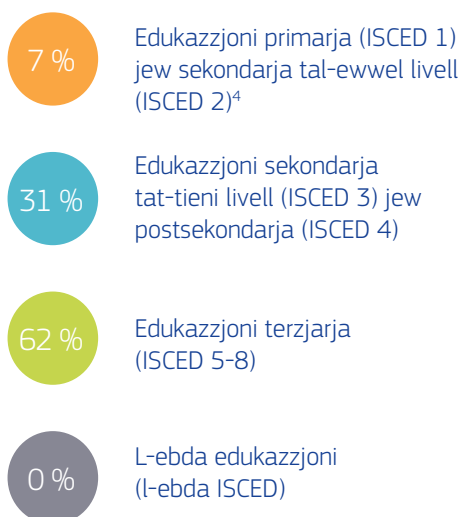 7 %
Edukazzjoni primarja (ISCED 1)
jew sekondarja tal-ewwel livell
(ISCED 2)⁴
31 %
Edukazzjoni sekondarja
tat-tieni livell (ISCED 3) jew
postsekondarja (ISCED 4)
62 %
Edukazzjoni terzjarja
(ISCED 5-8)
0 %
L-ebda edukazzjoni
(l-ebda ISCED)